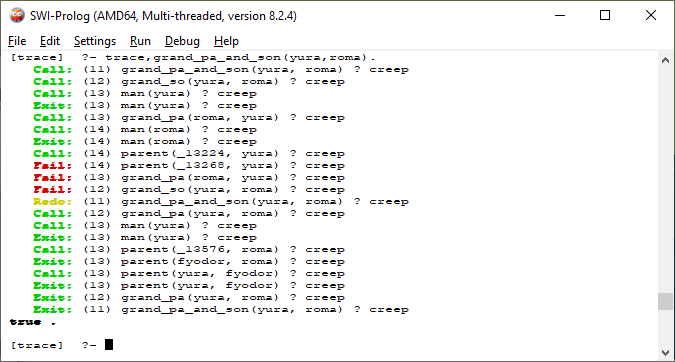 SWI-Prolog (AMD64, Multi-threaded, version 8.2.4)
File Edit Settings Run Debug Help
[trace]  ?- trace,grand_pa_and_son(yura,roma).
   Call: (11) grand_pa_and_son(yura, roma) ? creep
   Call: (12) grand_so(yura, roma) ? creep
   Call: (13) man(yura) ? creep
   Exit: (13) man(yura) ? creep
   Call: (13) grand_pa(roma, yura) ? creep
   Call: (14) man(roma) ? creep
   Exit: (14) man(roma) ? creep
   Call: (14) parent(_13224, yura) ? creep
   Fail: (14) parent(_13268, yura) ? creep
   Fail: (13) grand_pa(roma, yura) ? creep
   Fail: (12) grand_so(yura, roma) ? creep
   Redo: (11) grand_pa_and_son(yura, roma) ? creep
   Call: (12) grand_pa(yura, roma) ? creep
   Call: (13) man(yura) ? creep
   Exit: (13) man(yura) ? creep
   Call: (13) parent(_13576, roma) ? creep
   Exit: (13) parent(fyodor, roma) ? creep
   Call: (13) parent(yura, fyodor) ? creep
   Exit: (13) parent(yura, fyodor) ? creep
   Exit: (12) grand_pa(yura, roma) ? creep
   Exit: (11) grand_pa_and_son(yura, roma) ? creep
true .
[trace]  ?-